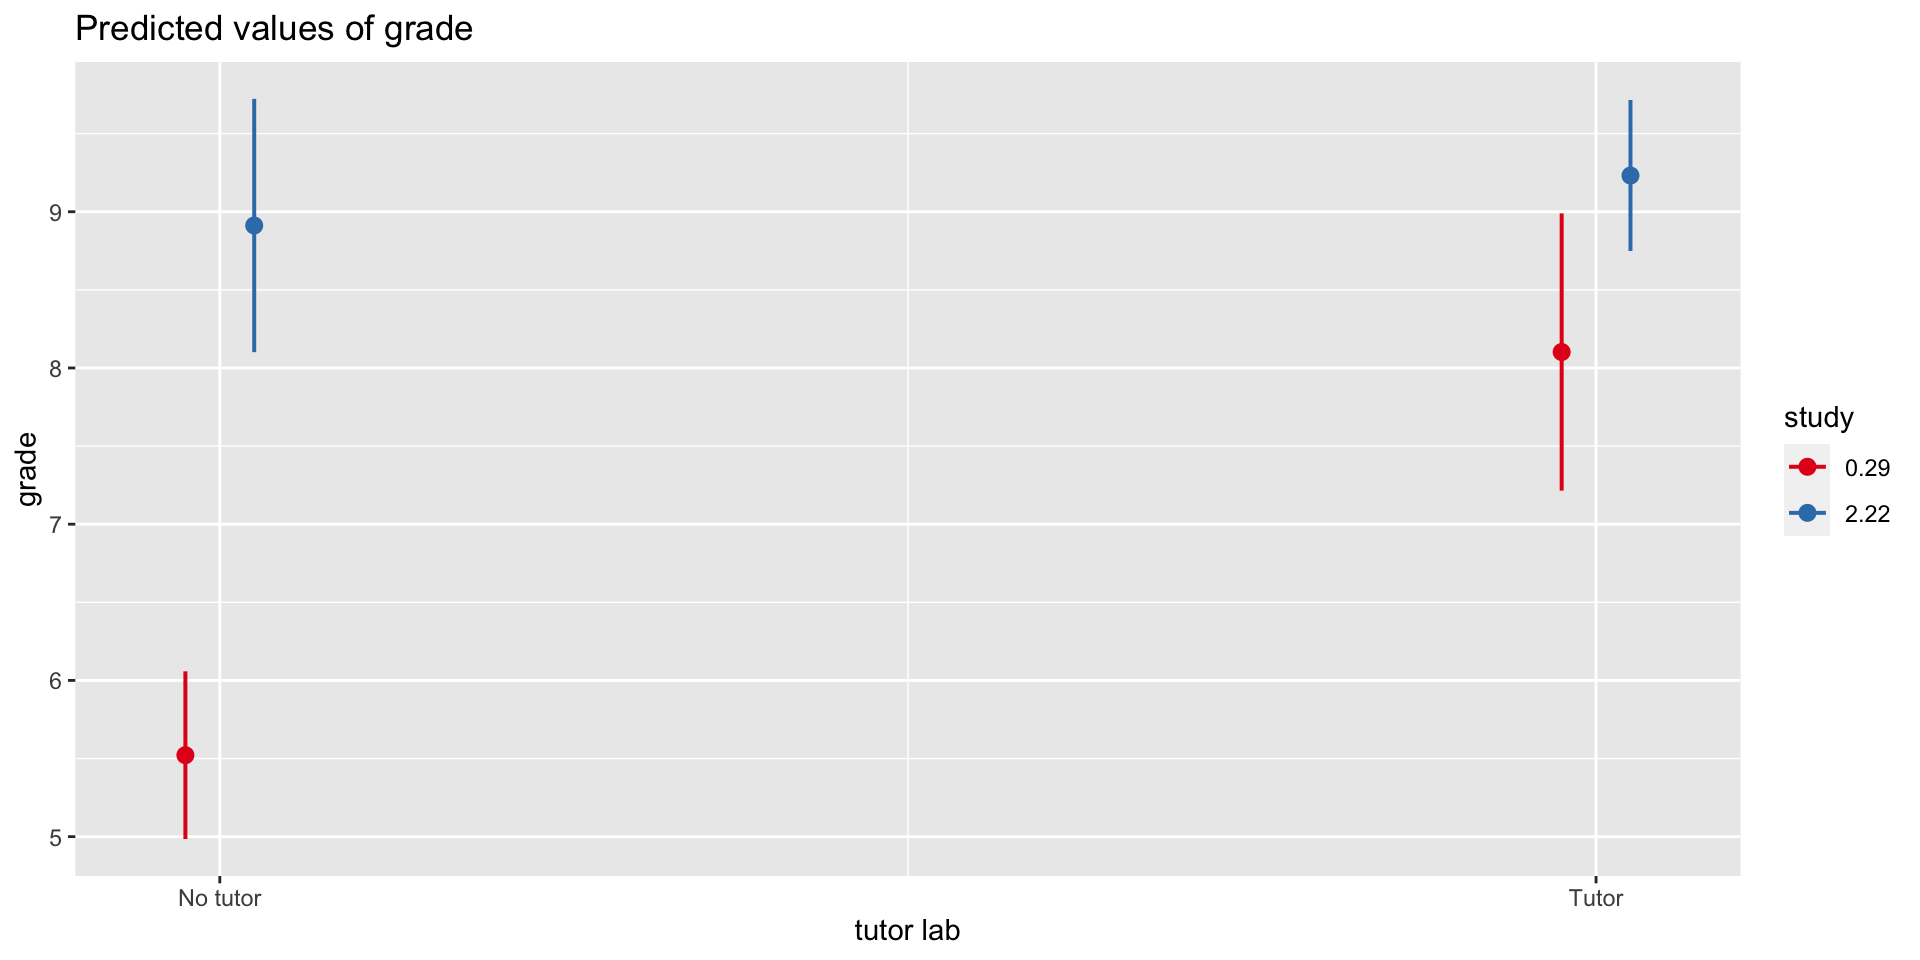 Predicted values of grade
grade
9
8
7
6
5
No tutor
Tutor
tutor lab
study
0.29
2.22